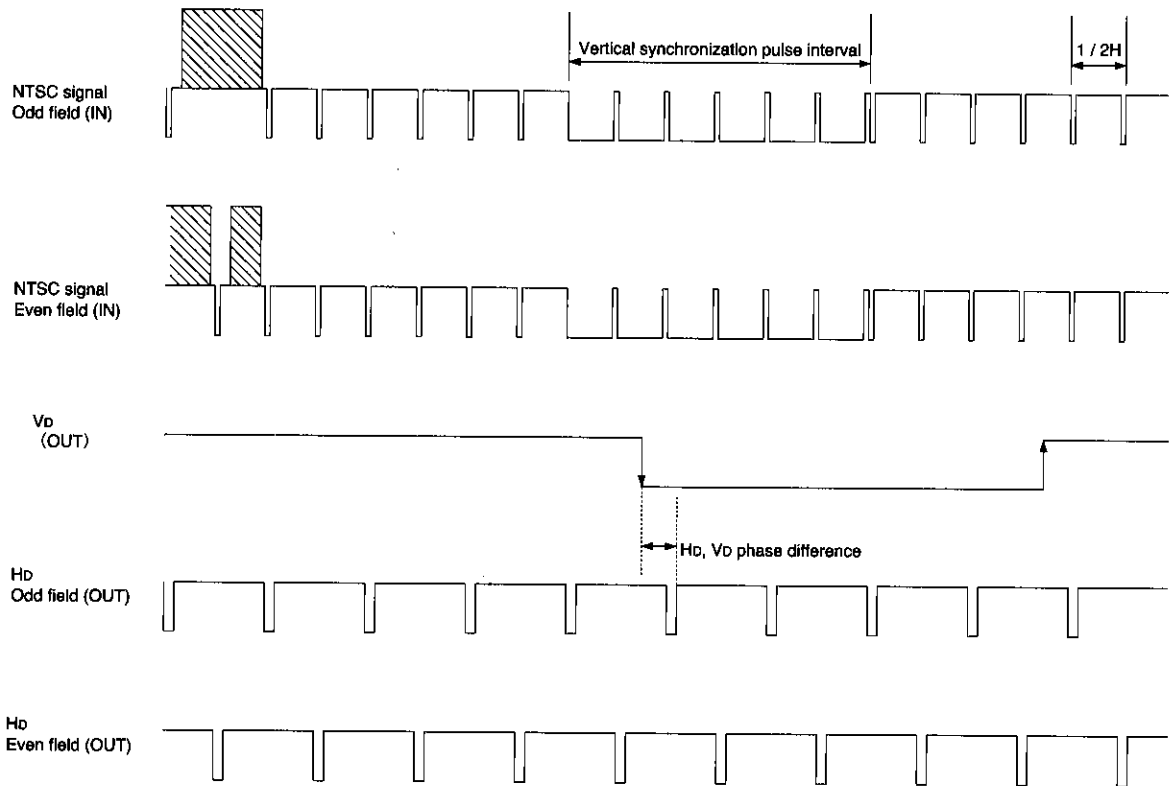 Vertical synchronization pulse interval
1 / 2H
NTSC signal
Odd field (IN)
NTSC signal
Even field (IN)
VD
(OUT)
HD, VD phase difference
HD
Odd field (OUT)
HD
Even field (OUT)